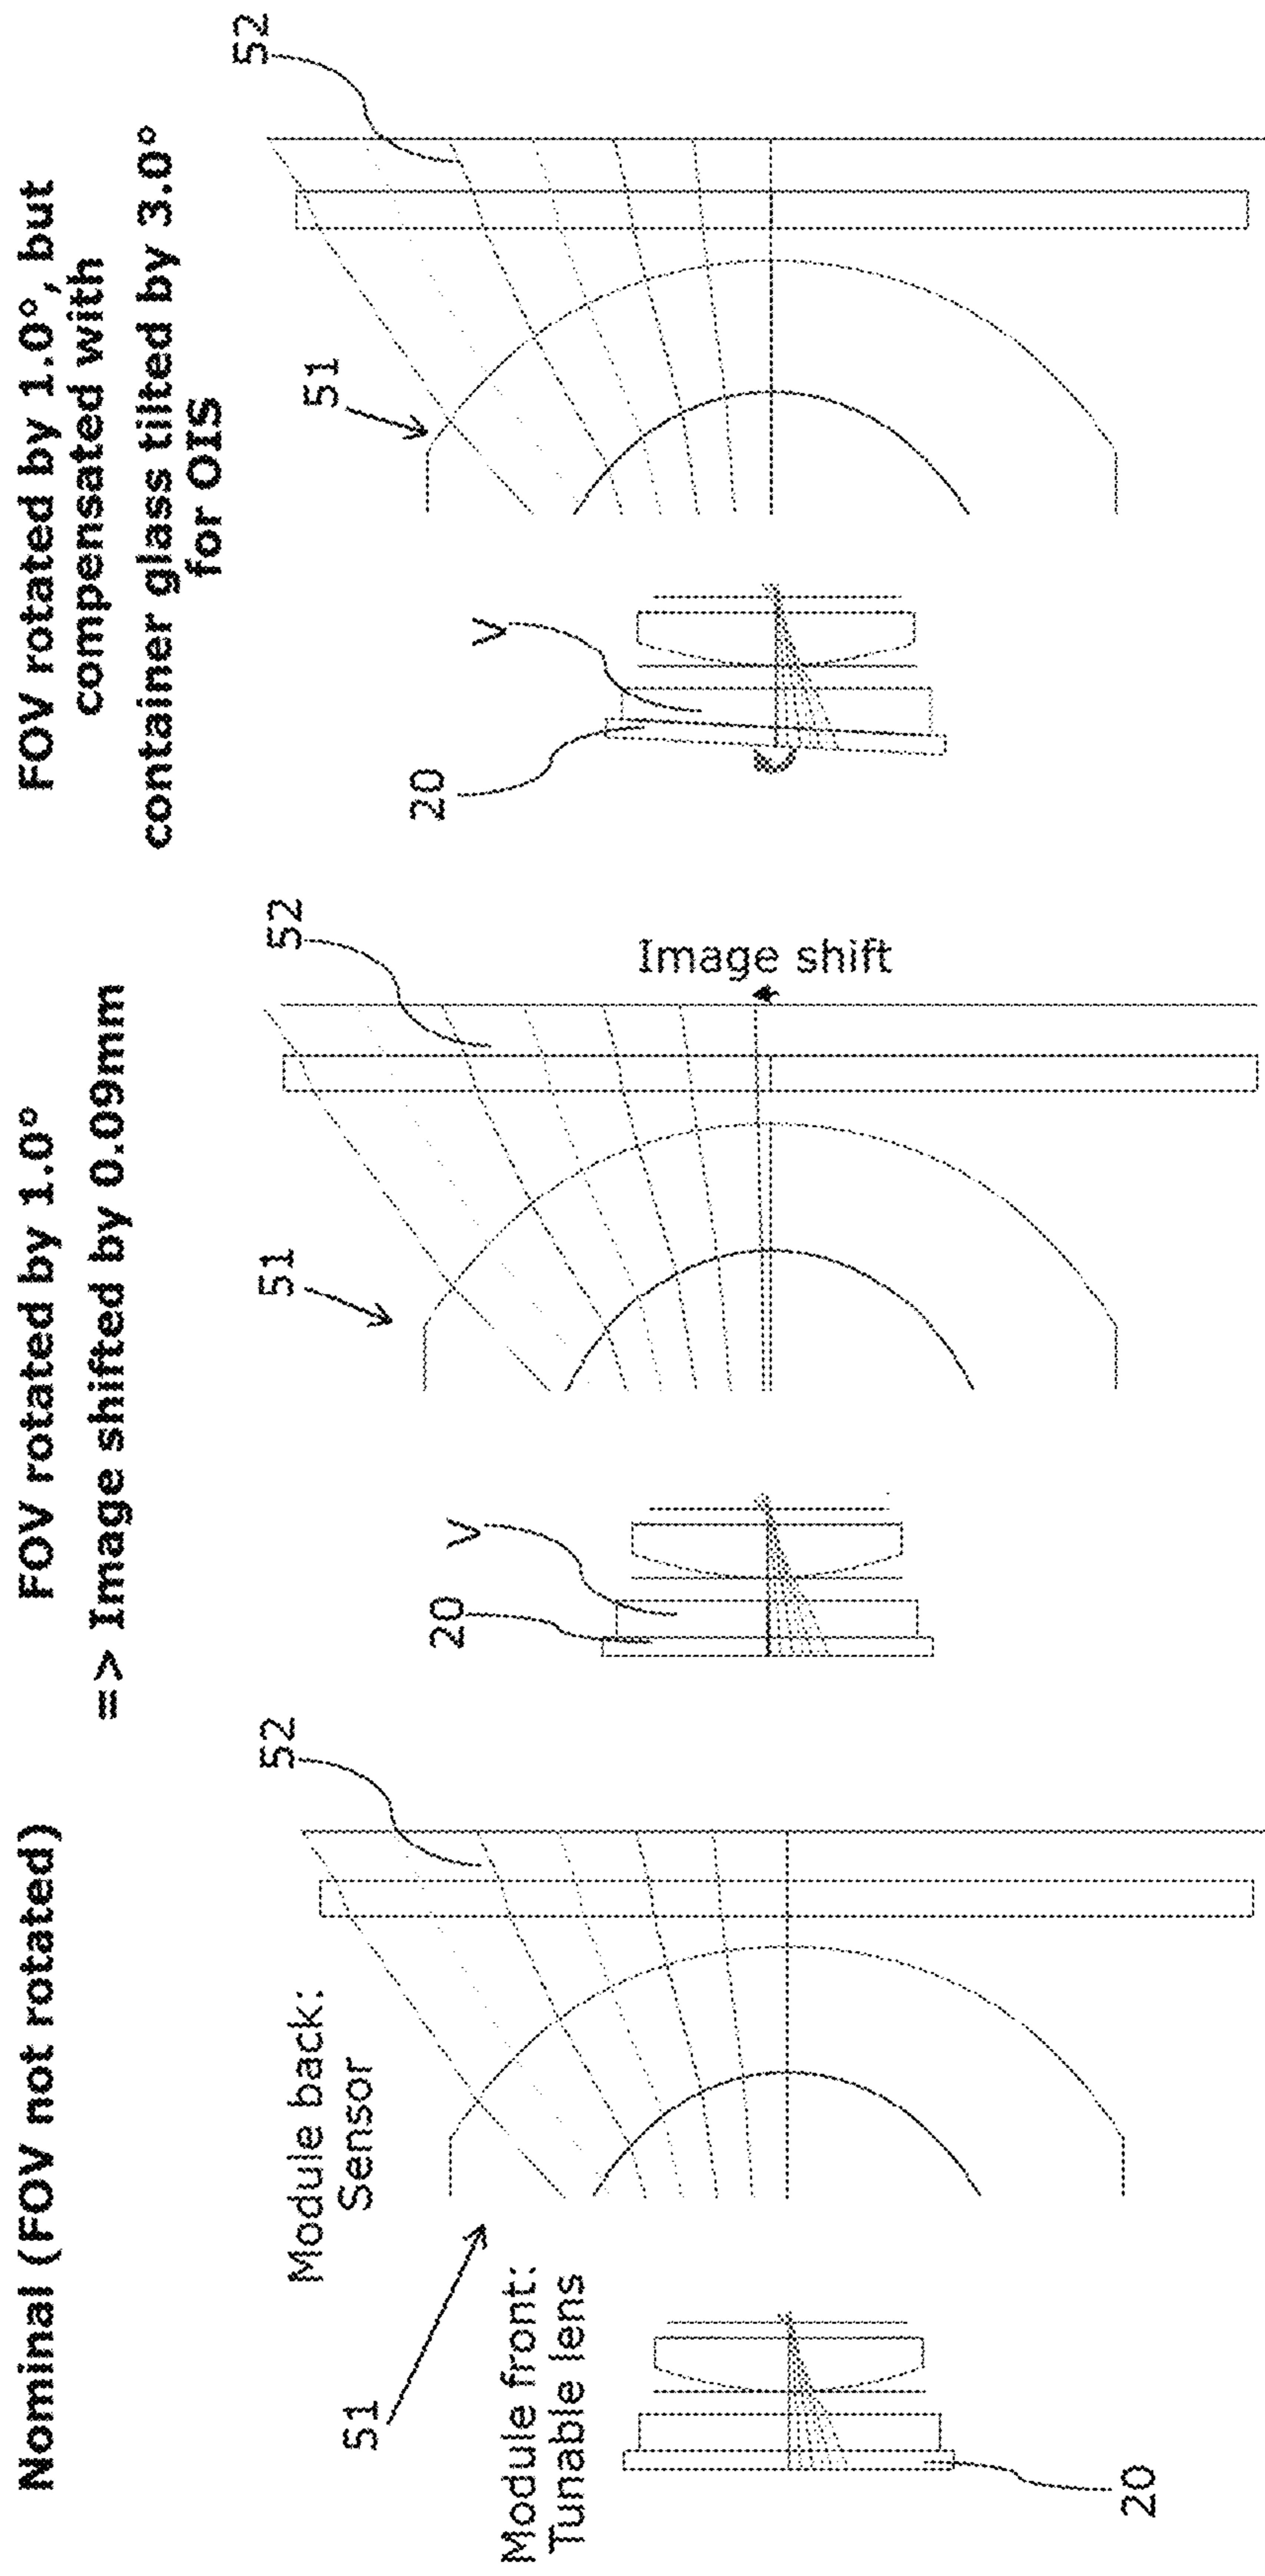 Nominal (FOV not rotated)
51
Module back:
Sensor
52
Module front:
Tunable lens
20
FOV rotated by 1.0°
=> Image shifted by 0.09mm
51
52
20
V
Image shift
FOV rotated by 1.0°, but
compensated with
container glass tilted by 3.0°
for OIS
51
52
20
V